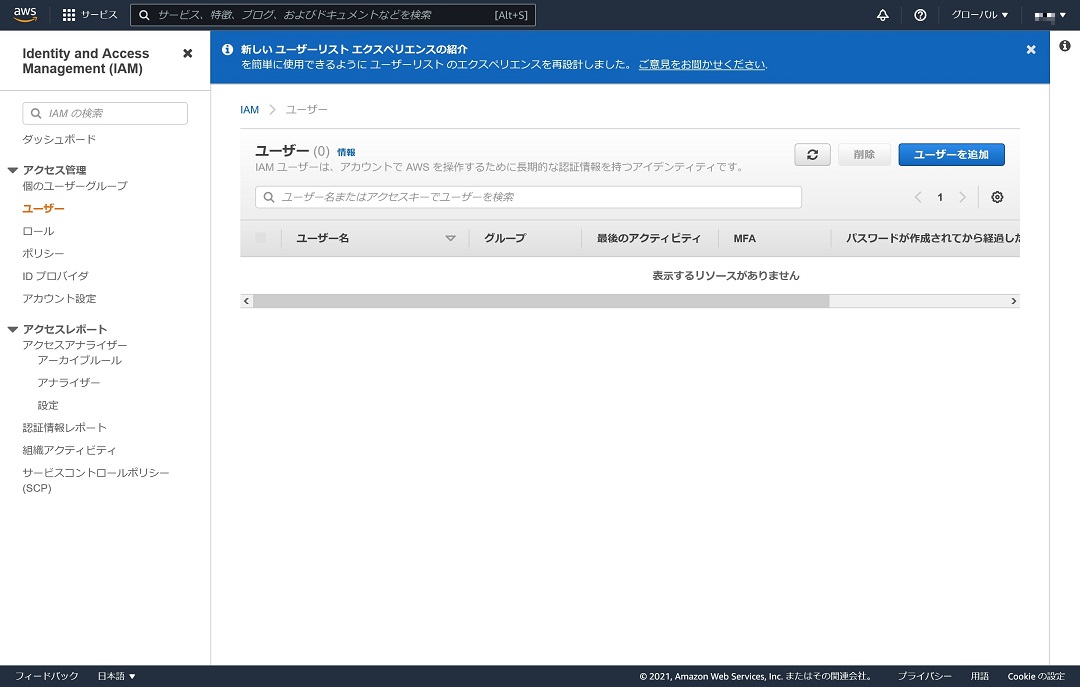 aws
サービス
サービス、特徴、ブログ、およびドキュメントなどを検索
[Alt+S]
グローバル ▼
Identity and Access
Management (IAM)
IAM の検索
ダッシュボード
アクセス管理
個のユーザーグループ
ユーザー
ロール
ポリシー
ID プロバイダ
アカウント設定
アクセスレポート
アクセスアナライザー
アーカイブルール
アナライザー
設定
認証情報レポート
組織アクティビティ
サービスコントロールポリシー
(SCP)
新しい ユーザーリスト エクスペリエンスの紹介
を簡単に使用できるように ユーザーリスト のエクスペリエンスを再設計しました。 ご意見をお聞かせください.
IAM > ユーザー
ユーザー (0) 情報
IAM ユーザーは、アカウントで AWS を操作するために長期的な認証情報を持つアイデンティティです。
削除
ユーザーを追加
ユーザー名またはアクセスキーでユーザーを検索
1
ユーザー名
グループ
最後のアクティビティ
MFA
パスワードが作成されてから経過した
表示するリソースがありません
フィードバック
日本語 ▼
© 2021, Amazon Web Services, Inc. またはその関連会社。
プライバシー
用語
Cookie の設定